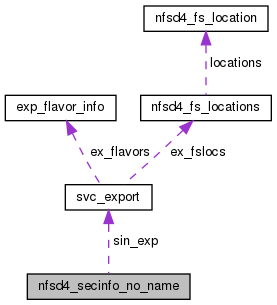 nfsd4_fs_location
locations
exp_flavor_info
nfsd4_fs_locations
ex_flavors
ex_fslocs
svc_export
sin_exp
nfsd4_secinfo_no_name